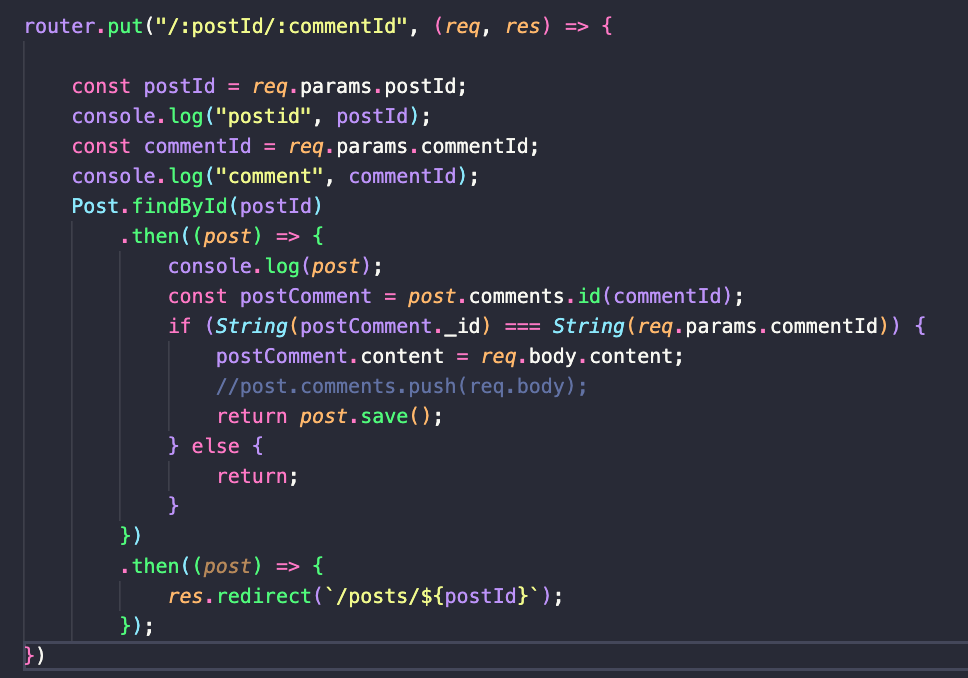 router.put("/:postId/:commentId", (req, res) => {
const postId = req.params.postId;
console.log("postid", postId);
const commentId = req.params.commentId;
console.log("comment", commentId);
Post.findById(postId)
.then((post) => {
console.log(post);
const postComment = post.comments.id(commentId);
if (String(postComment._id) === String(req.params.commentId)) {
postComment.content = req.body.content;
//post.comments.push(req.body);
return post.save();
} else {
return;
}
})
.then((post) => {
res.redirect(`/posts/${postId}`);
});
})